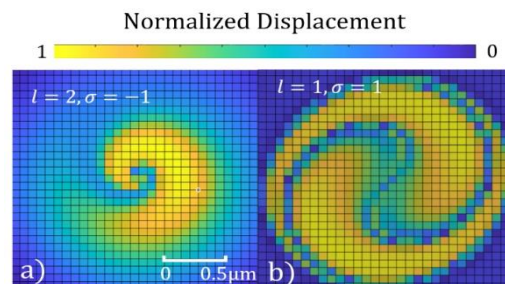 Normalized Displacement
1 0
l = 2, σ = −1 l = 1, σ = 1
a) 0 0.5μm b)